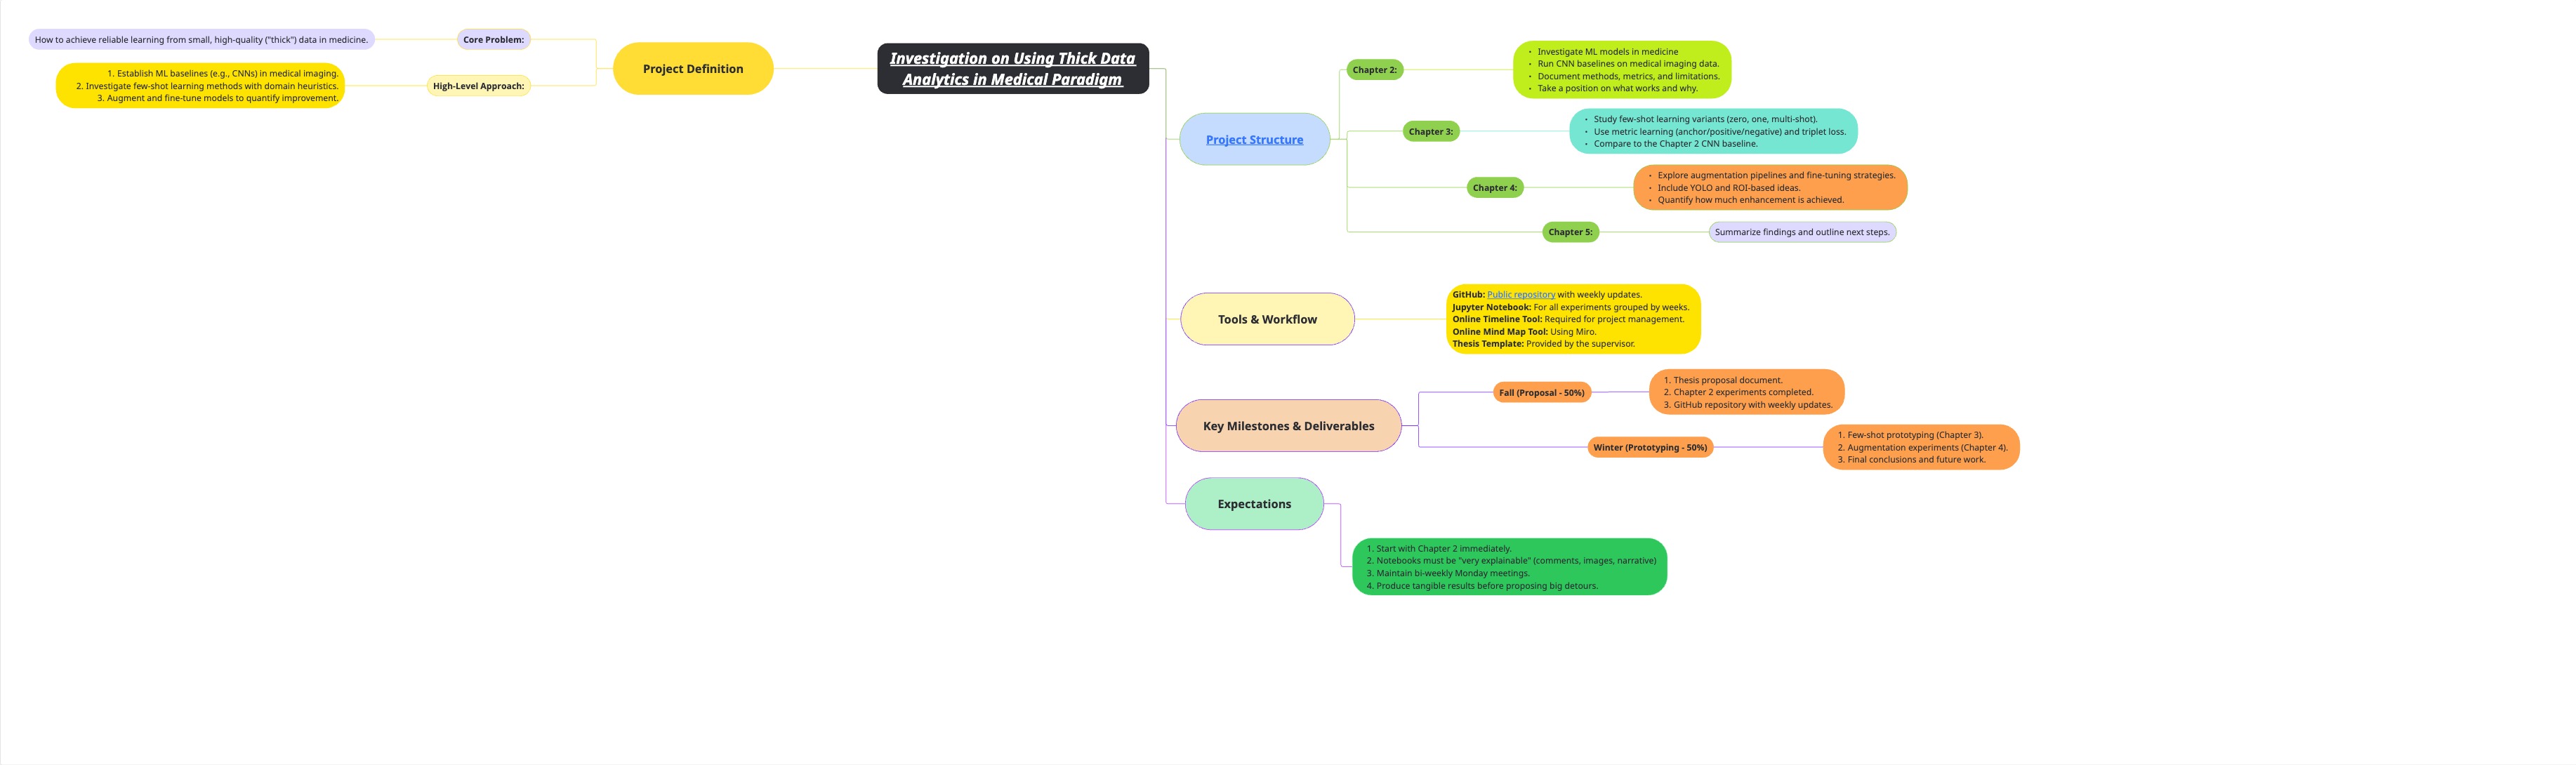 Investigation on Using Thick Data
Analytics in Medical Paradigm
Project Definition
Core Problem:
How to achieve reliable learning from small, high-quality ("thick") data in medicine.
High-Level Approach:
1. Establish ML baselines (e.g., CNNs) in medical imaging.
2. Investigate few-shot learning methods with domain heuristics.
3. Augment and fine-tune models to quantify improvement.
Project Structure
Chapter 2:
• Investigate ML models in medicine
• Run CNN baselines on medical imaging data.
• Document methods, metrics, and limitations.
• Take a position on what works and why.
Chapter 3:
• Study few-shot learning variants (zero, one, multi-shot).
• Use metric learning (anchor/positive/negative) and triplet loss.
• Compare to the Chapter 2 CNN baseline.
Chapter 4:
• Explore augmentation pipelines and fine-tuning strategies.
• Include YOLO and ROI-based ideas.
• Quantify how much enhancement is achieved.
Chapter 5:
Summarize findings and outline next steps.
Tools & Workflow
GitHub: Public repository with weekly updates.
Jupyter Notebook: For all experiments grouped by weeks.
Online Timeline Tool: Required for project management.
Online Mind Map Tool: Using Miro.
Thesis Template: Provided by the supervisor.
Key Milestones & Deliverables
Fall (Proposal - 50%)
1. Thesis proposal document.
2. Chapter 2 experiments completed.
3. GitHub repository with weekly updates.
Winter (Prototyping - 50%)
1. Few-shot prototyping (Chapter 3).
2. Augmentation experiments (Chapter 4).
3. Final conclusions and future work.
Expectations
1. Start with Chapter 2 immediately.
2. Notebooks must be "very explainable" (comments, images, narrative)
3. Maintain bi-weekly Monday meetings.
4. Produce tangible results before proposing big detours.